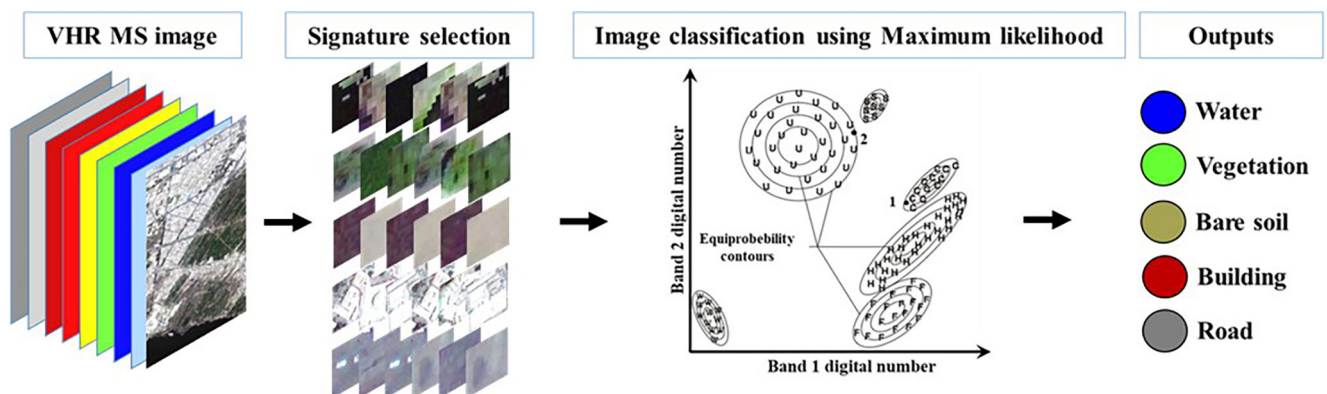 VHR MS image
Signature selection
Image classification using Maximum likelihood
Outputs
Band 2 digital number
Equiprobebility
contours
1
2
Band 1 digital number
Water
Vegetation
Bare soil
Building
Road